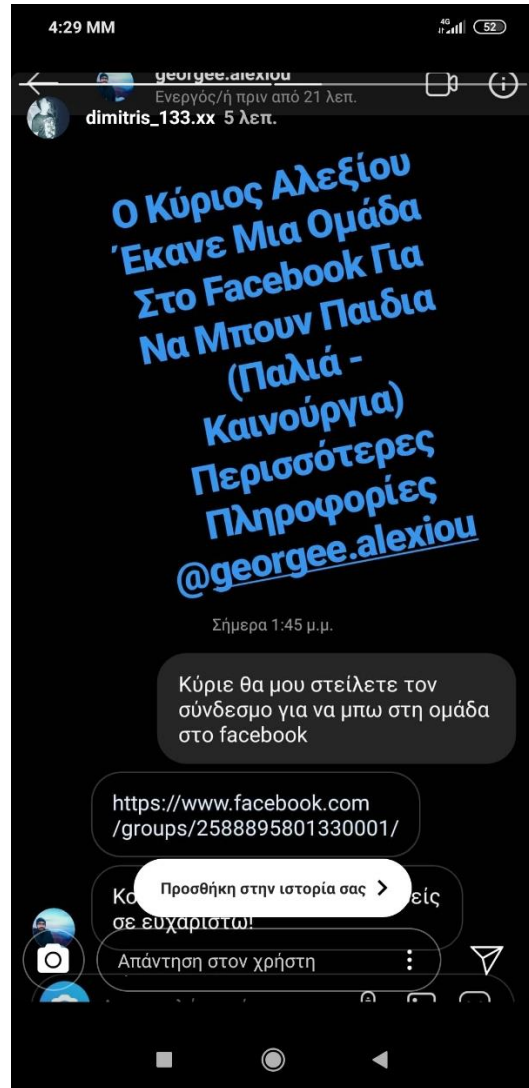 4:29 MM
4G
52
georgee.alexiou
Ενεργός/ή πριν από 21 λεπ.
dimitris_133.xx 5 λεπ.
Ο Κύριος Αλεξίου
Έκανε Μια Ομάδα
Στο Facebook Για
Να Μπουν Παιδια
(Παλιά -
Καινούργια)
Περισσότερες
Πληροφορίες
@georgee.alexiou
Σήμερα 1:45 μ.μ.
Κύριε θα μου στείλετε τον
σύνδεσμο για να μπω στη ομάδα
στο facebook
https://www.facebook.com
/groups/2588895801330001/
Προσθήκη στην ιστορία σας
σε ευχαριστω!
Απάντηση στον χρήστη